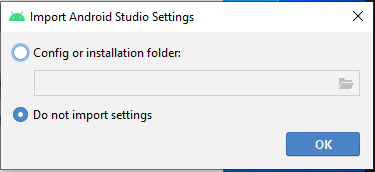 Import Android Studio Settings
Config or installation folder:
Do not import settings
OK